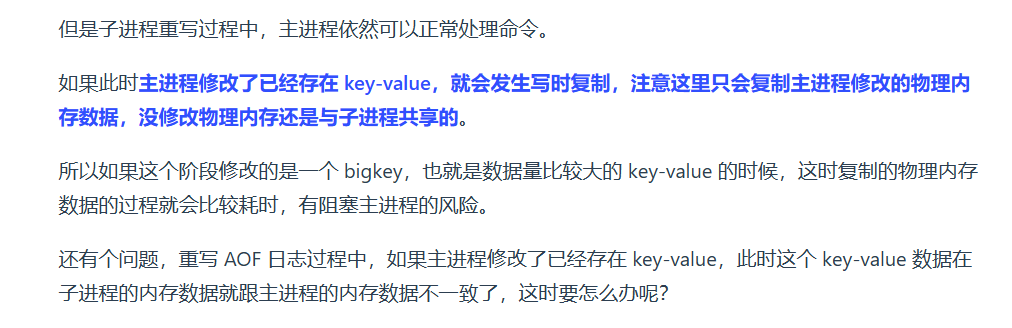 但是子进程重写过程中，主进程依然可以正常处理命令。
如果此时主进程修改了已经存在 key-value，就会发生写时复制，注意这里只会复制主进程修改的物理内
存数据，没修改物理内存还是与子进程共享的。
所以如果这个阶段修改的是一个 bigkey，也就是数据量比较大的 key-value 的时候，这时复制的物理内存
数据的过程就会比较耗时，有阻塞主进程的风险。
还有个问题，重写 AOF 日志过程中，如果主进程修改了已经存在 key-value，此时这个 key-value 数据在
子进程的内存数据就跟主进程的内存数据不一致了，这时要怎么办呢？